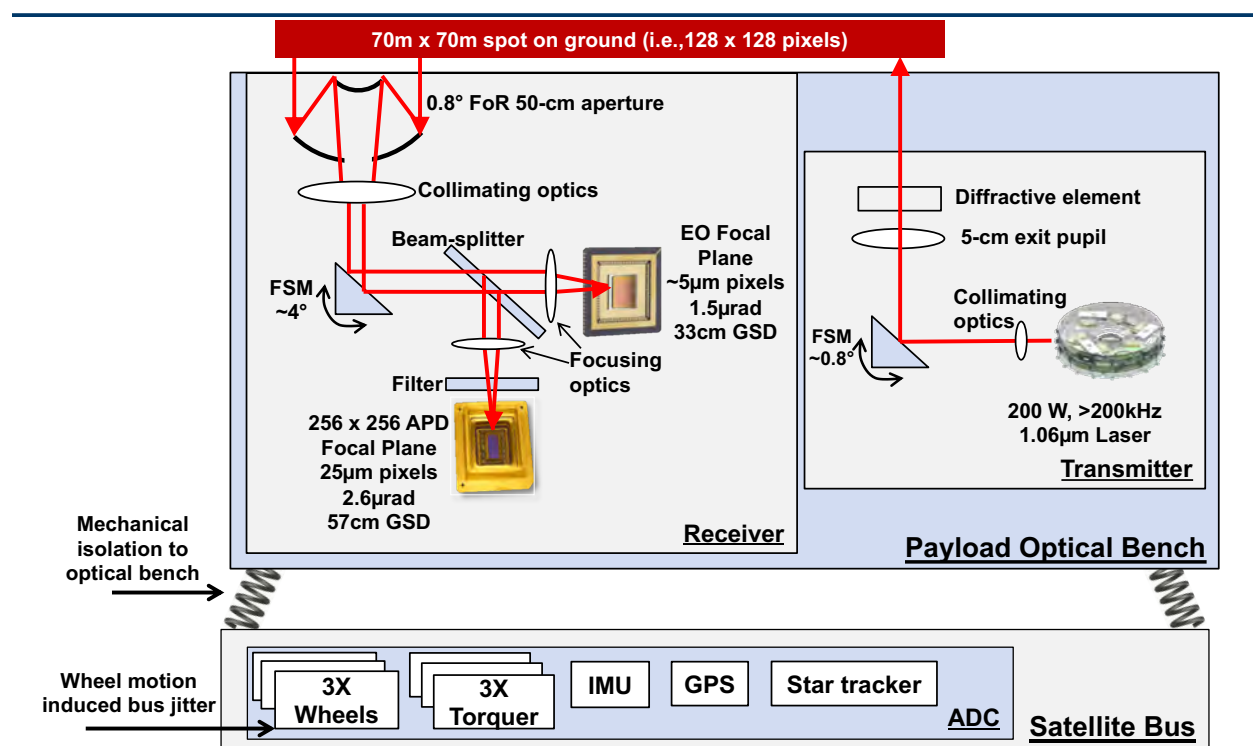 70m x 70m spot on ground (i.e.,128 x 128 pixels)
0.8° FoR 50-cm aperture
Collimating optics
Beam-splitter
FSM
~4°
EO Focal
Plane
~5µm pixels
1.5µrad
33cm GSD
Focusing
optics
Filter
256 x 256 APD
Focal Plane
25µm pixels
2.6µrad
57cm GSD
Receiver
Diffractive element
5-cm exit pupil
Collimating
optics
FSM
~0.8°
200 W, >200kHz
1.06µm Laser
Transmitter
Payload Optical Bench
Mechanical
isolation to
optical bench
Wheel motion
induced bus jitter
3X
Wheels
3X
Torquer
IMU
GPS
Star tracker
ADC
Satellite Bus